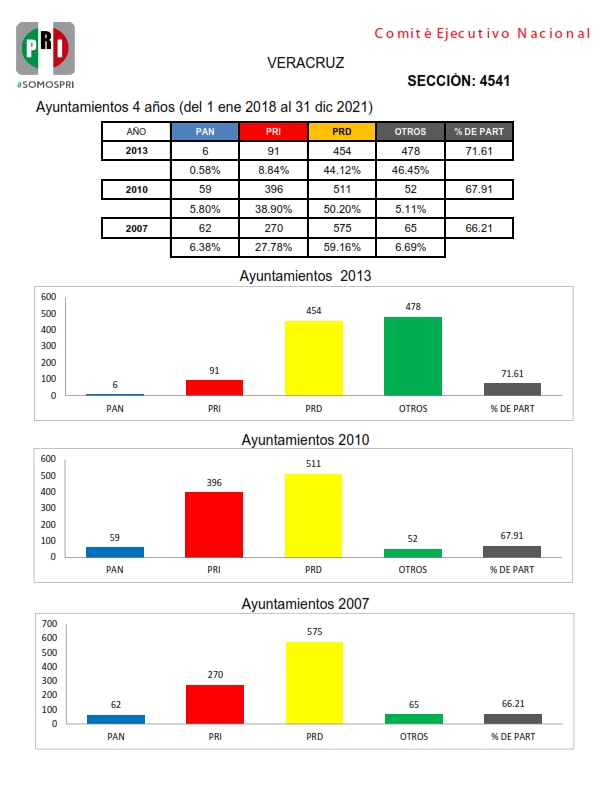 Comité Ejecutivo Nacional
PRI
#SOMOSPRI
VERACRUZ
SECCIÓN: 4541
Ayuntamientos 4 años (del 1 ene 2018 al 31 dic 2021)
AÑO PAN PRI PRD OTROS % DE PART
2013 6 91 454 478 71.61
0.58% 8.84% 44.12% 46.45%
2010 59 396 511 52 67.91
5.80% 38.90% 50.20% 5.11%
2007 62 270 575 65 66.21
6.38% 27.78% 59.16% 6.69%
Ayuntamientos 2013
600
500
400
300
200
100
0
6 91 454 478 71.61
PAN PRI PRD OTROS % DE PART
Ayuntamientos 2010
600
500
400
300
200
100
0
59 396 511 52 67.91
PAN PRI PRD OTROS % DE PART
Ayuntamientos 2007
700
600
500
400
300
200
100
0
62 270 575 65 66.21
PAN PRI PRD OTROS % DE PART